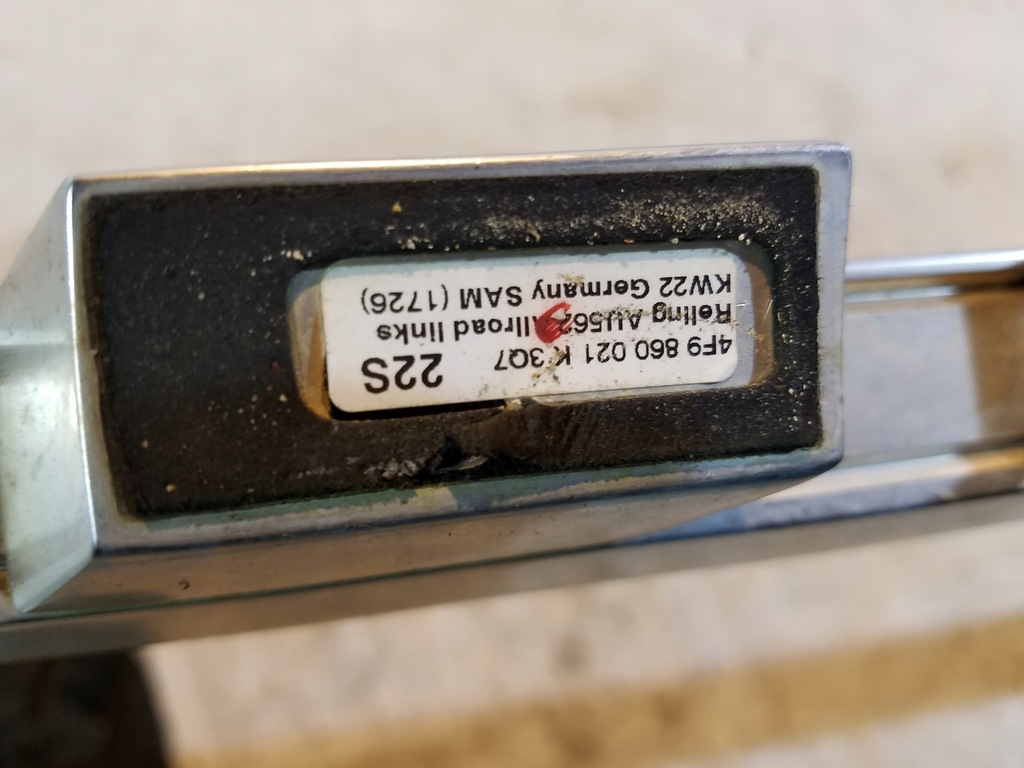 4F9 860 021 K 3Q7 22S
Reling AU562 Allroad links
KW22 Germany SAM (1726)